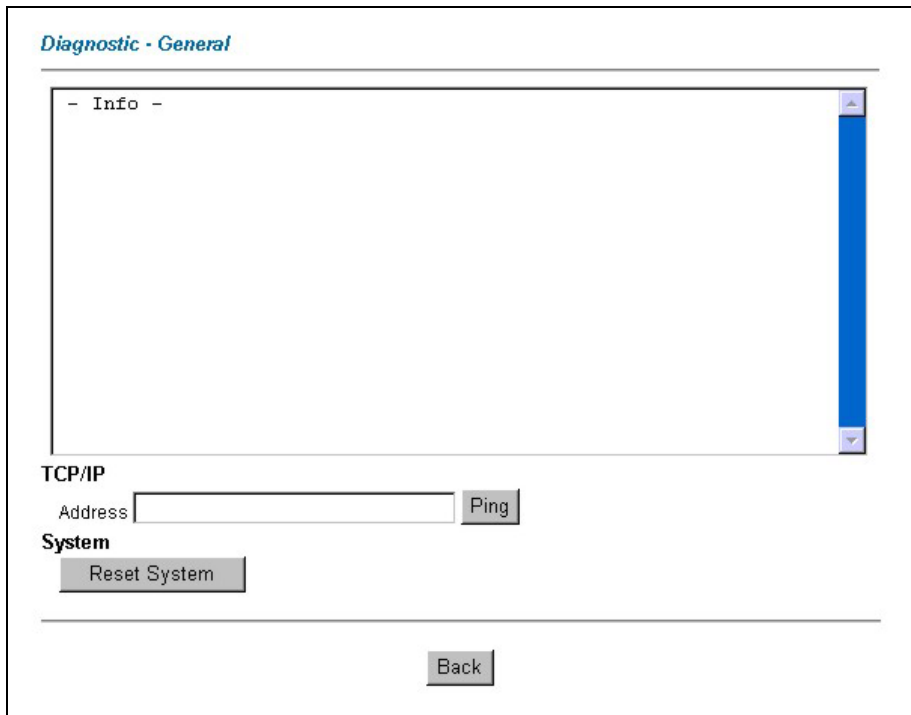 Diagnostic - General
- Info -
TCP/IP
Address Ping
System
Reset System
Back